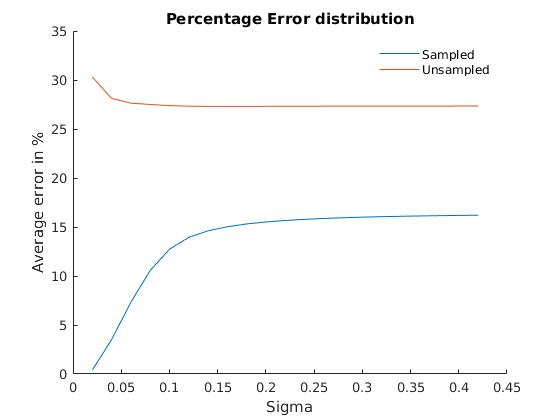 Percentage Error distribution
35
30
25
20
15
10
5
0
Average error in %
Sampled
Unsampled
0 0.05 0.1 0.15 0.2 0.25 0.3 0.35 0.4 0.45
Sigma